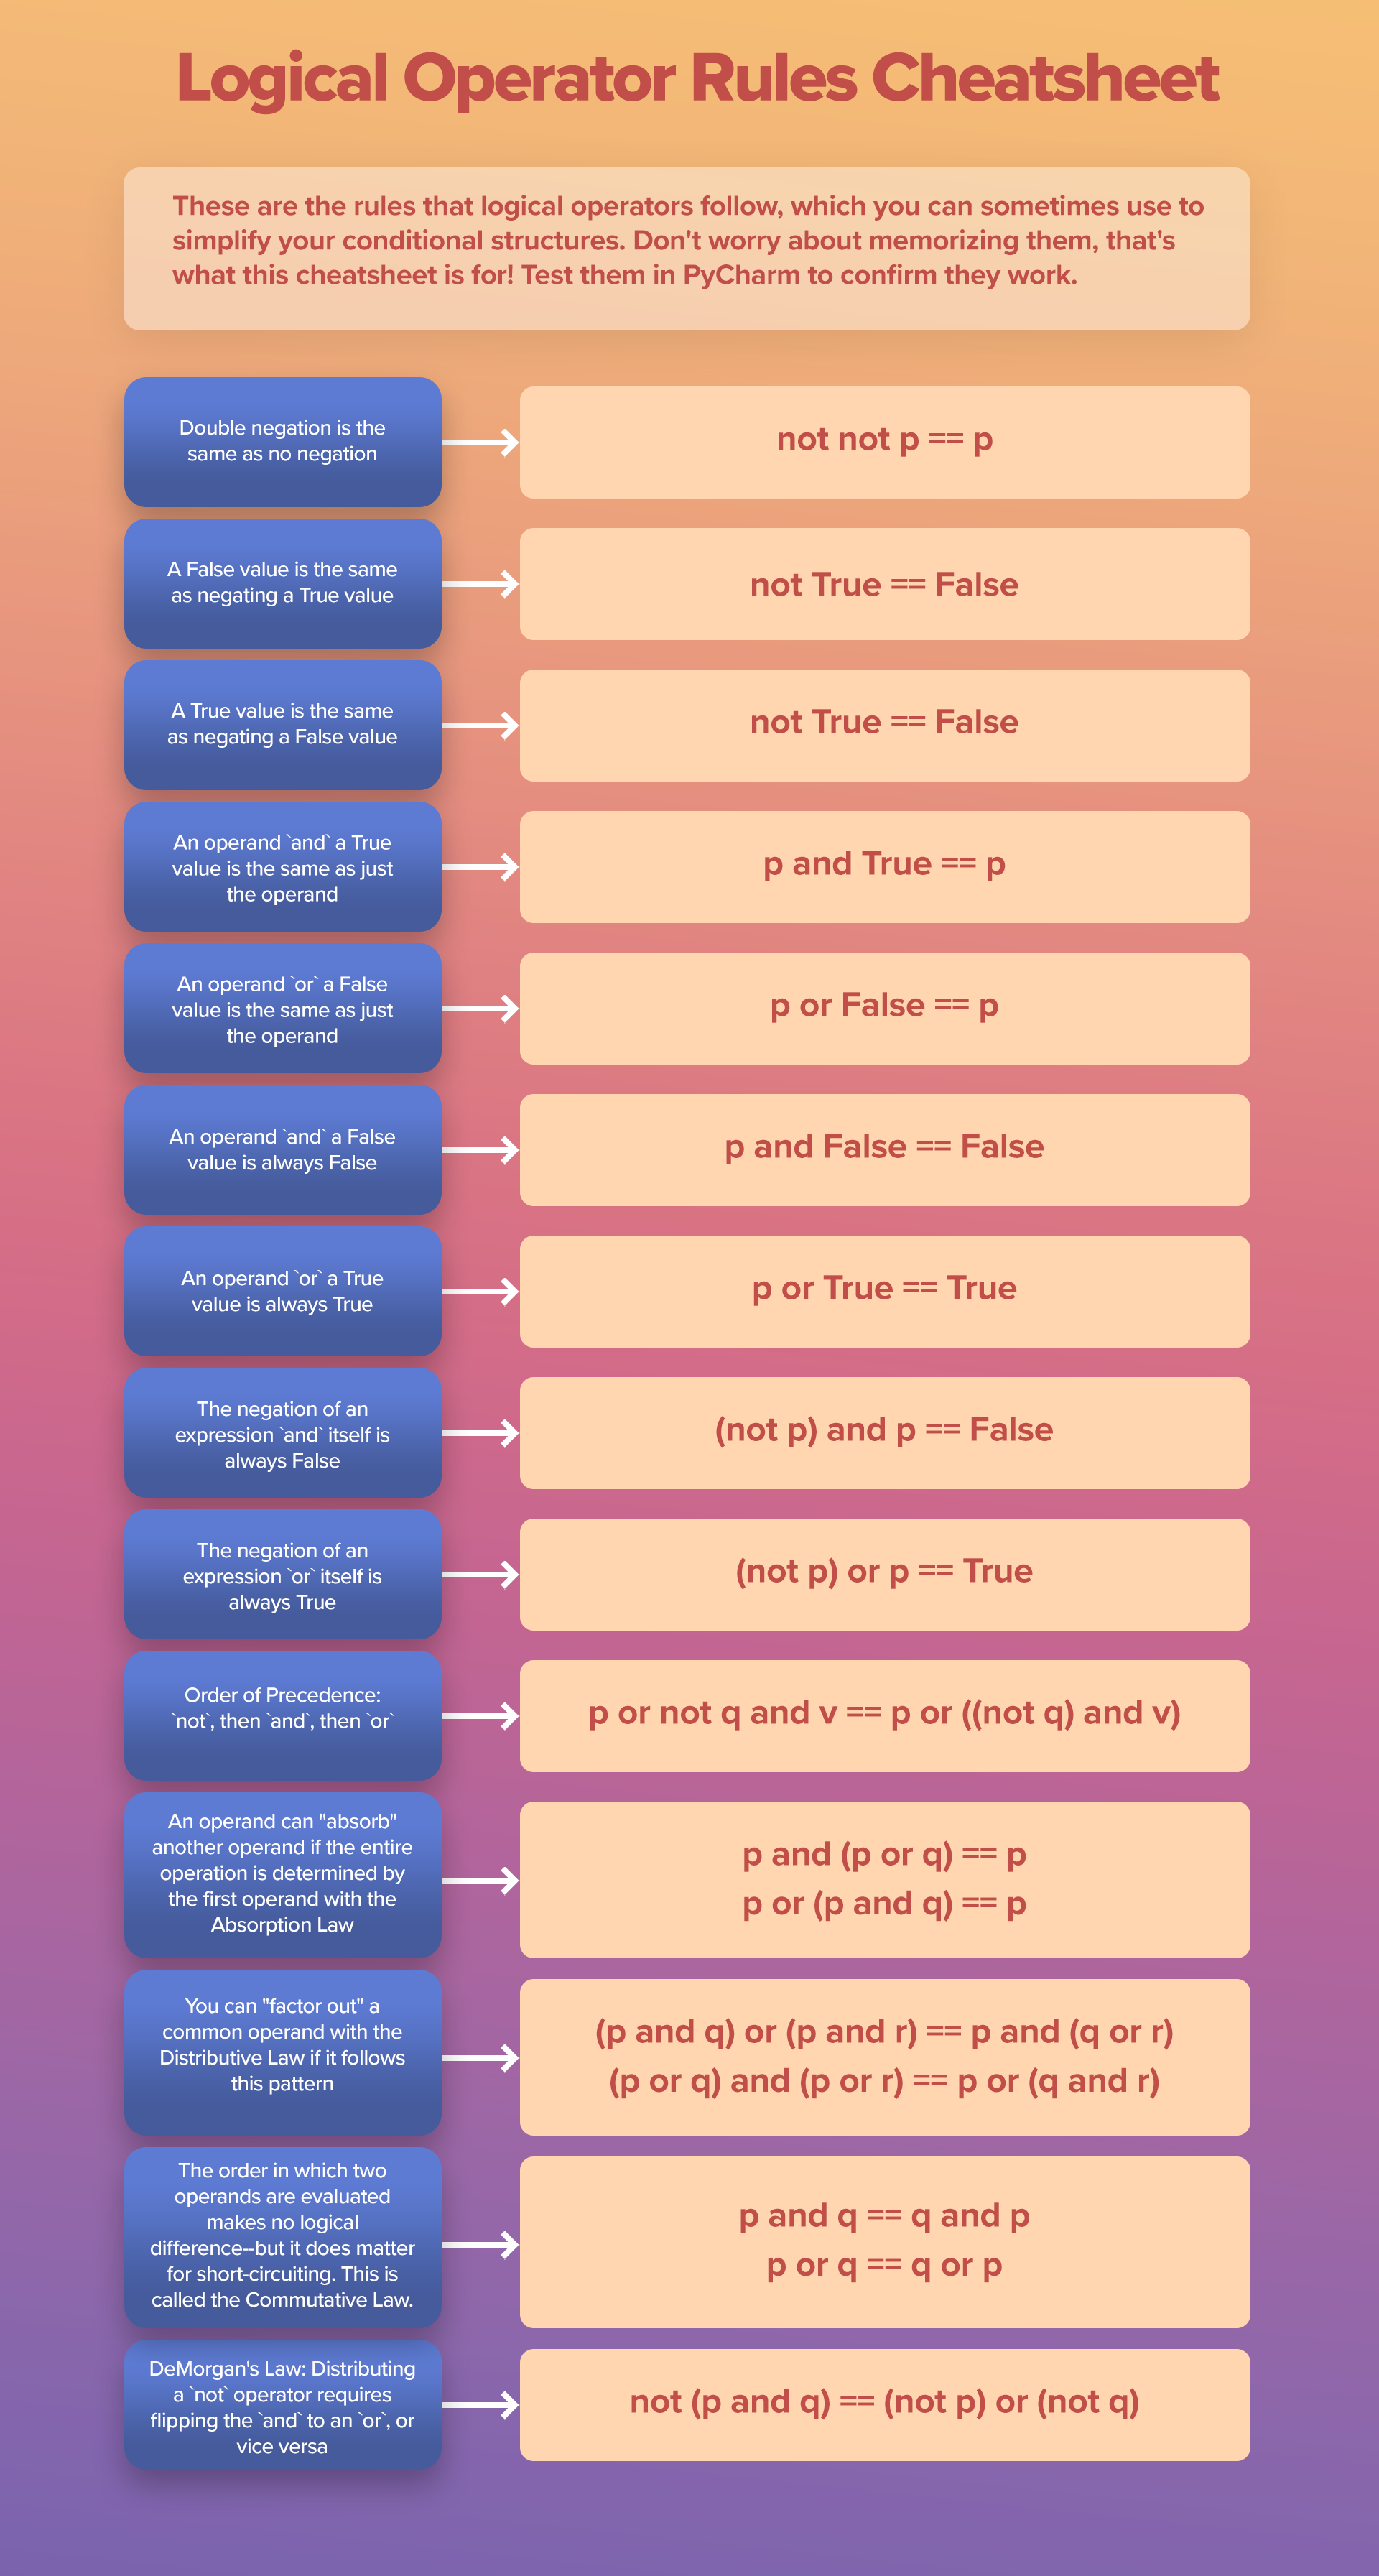 Logical Operator Rules Cheatsheet
These are the rules that logical operators follow, which you can sometimes use to
simplify your conditional structures. Don't worry about memorizing them, that's
what this cheatsheet is for! Test them in PyCharm to confirm they work.
Double negation is the
same as no negation
not not p == p
A False value is the same
as negating a True value
not True == False
A True value is the same
as negating a False value
not True == False
An operand `and` a True
value is the same as just
the operand
p and True == p
An operand `or` a False
value is the same as just
the operand
p or False == p
An operand `and` a False
value is always False
p and False == False
An operand `or` a True
value is always True
p or True == True
The negation of an
expression `and` itself is
always False
(not p) and p == False
The negation of an
expression `or` itself is
always True
(not p) or p == True
Order of Precedence:
`not`, then `and`, then `or`
p or not q and v == p or ((not q) and v)
An operand can "absorb"
another operand if the entire
operation is determined by
the first operand with the
Absorption Law
p and (p or q) == p
p or (p and q) == p
You can "factor out" a
common operand with the
Distributive Law if it follows
this pattern
(p and q) or (p and r) == p and (q or r)
(p or q) and (p or r) == p or (q and r)
The order in which two
operands are evaluated
makes no logical
difference--but it does matter
for short-circuiting. This is
called the Commutative Law.
p and q == q and p
p or q == q or p
DeMorgan's Law: Distributing
a `not` operator requires
flipping the `and` to an `or`, or
vice versa
not (p and q) == (not p) or (not q)